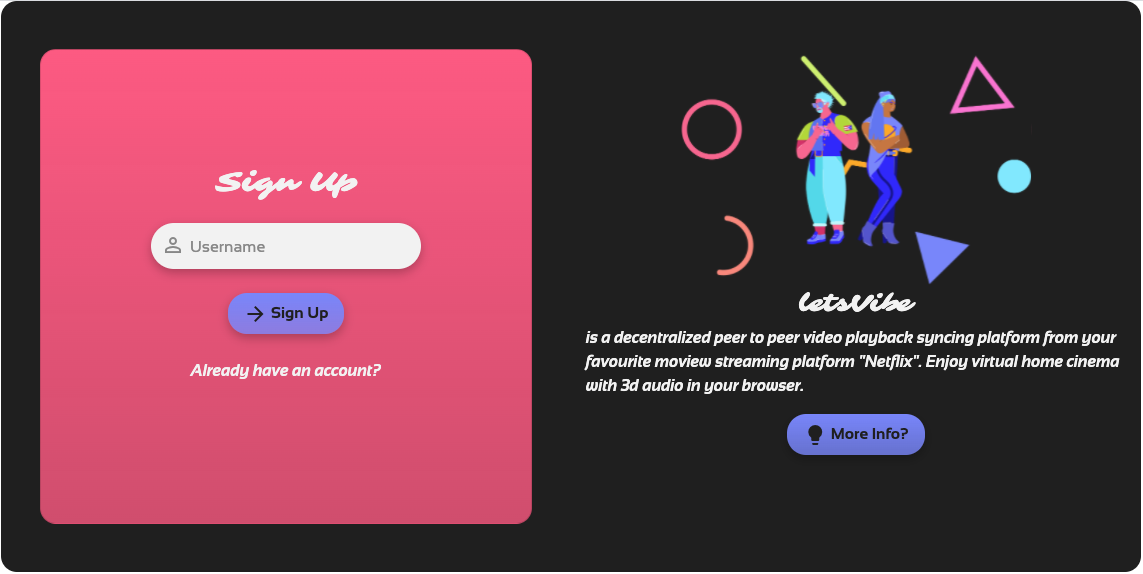 Sign Up
Username
Sign Up
Already have an account?
letsVibe
is a decentralized peer to peer video playback syncing platform from your
favourite moview streaming platform "Netflix". Enjoy virtual home cinema
with 3d audio in your browser.
More Info?